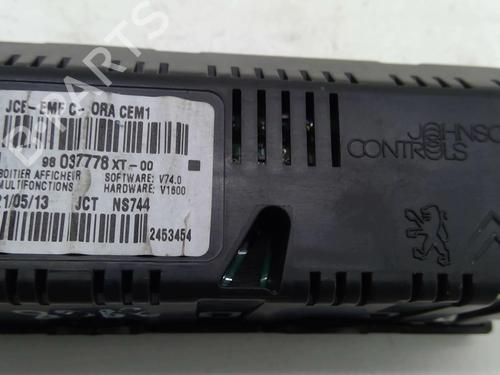 JCE- EMF C- ORA CEM1
98 037778 XT-00
BOITIER AFFICHEUR
MULTIFONCTIONS
SOFTWARE: V74.0
HARDWARE: V1600
21/05/13 JCT NS744
2453454
JOHNSON
CONTROLS